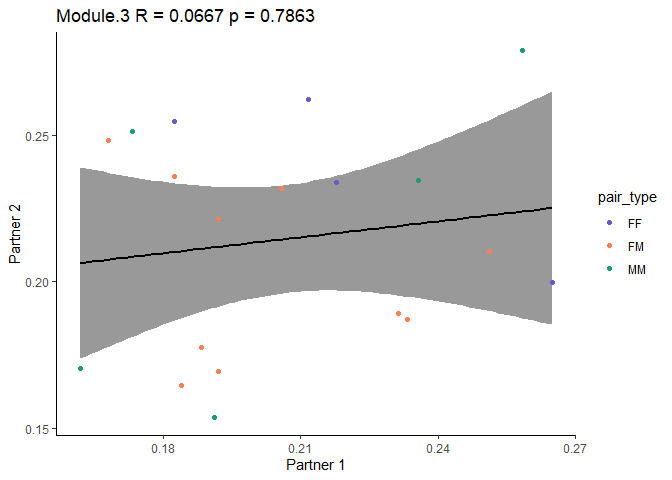 Module.3 R = 0.0667 p = 0.7863
Partner 2
0.25
0.20
0.15
0.18
0.21
0.24
0.27
Partner 1
pair_type
FF
FM
MM